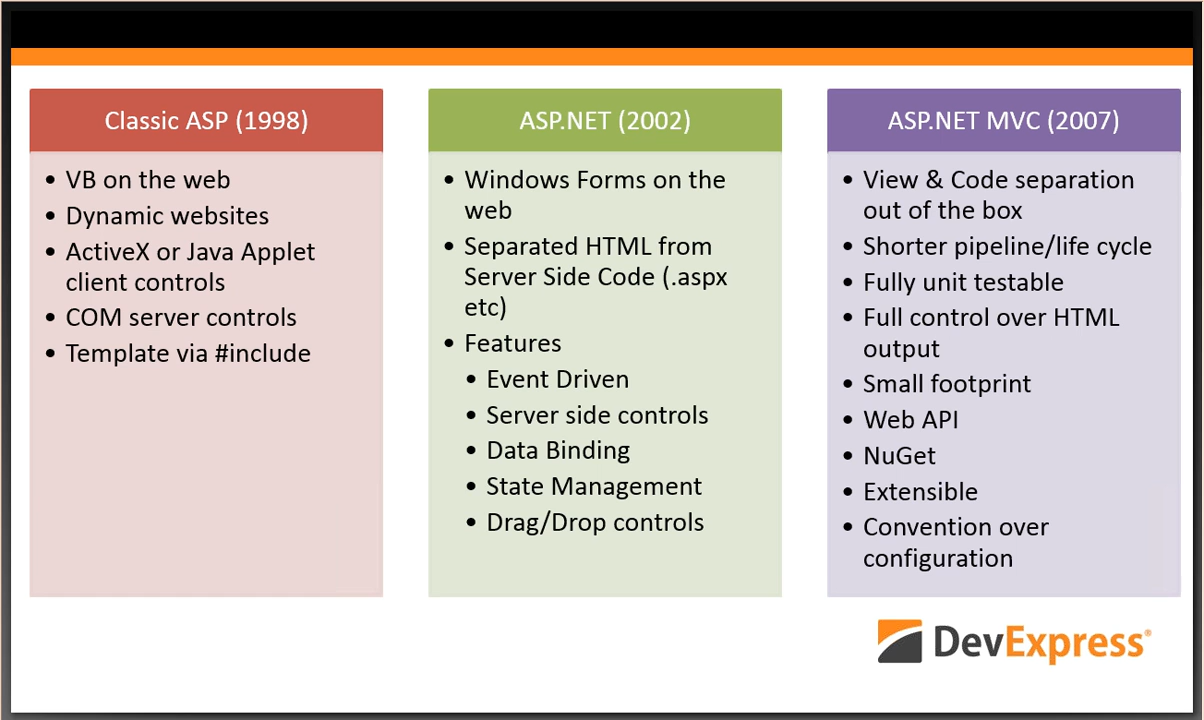 Classic ASP (1998)
• VB on the web
• Dynamic websites
• ActiveX or Java Applet
client controls
• COM server controls
• Template via #include
ASP.NET (2002)
• Windows Forms on the
web
• Separated HTML from
Server Side Code (.aspx
etc)
• Features
• Event Driven
• Server side controls
• Data Binding
• State Management
• Drag/Drop controls
ASP.NET MVC (2007)
• View & Code separation
out of the box
• Shorter pipeline/life cycle
• Fully unit testable
• Full control over HTML
output
• Small footprint
• Web API
• NuGet
• Extensible
• Convention over
configuration
DevExpress®